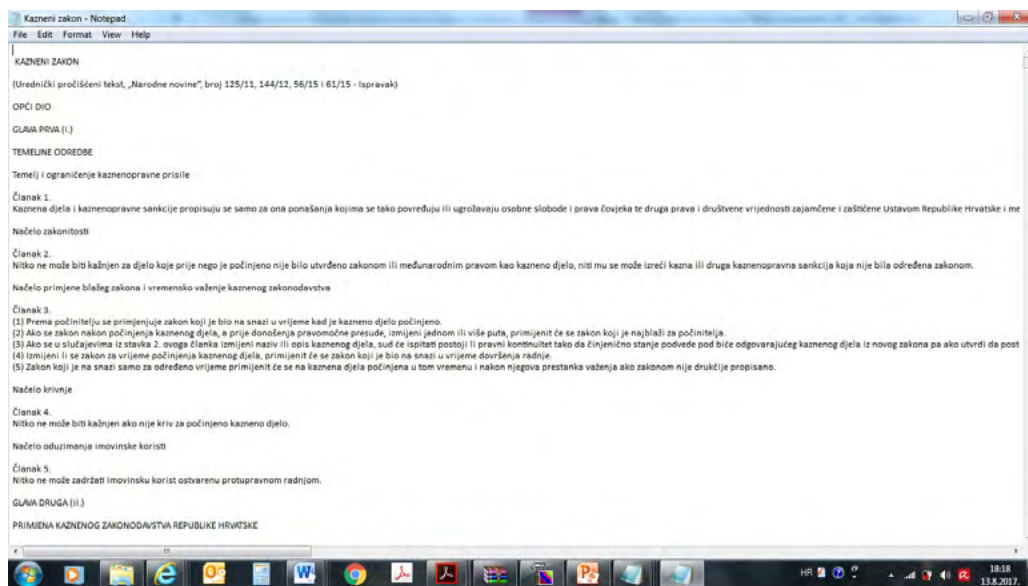 Kazneni zakon - Notepad
File Edit Format View Help
KAZNENI ZAKON
(Urednički pročišćeni tekst, „Narodne novine”, broj 125/11, 144/12, 56/15 i 61/15 - Ispravak)
OPĆI DIO
GLAVA PRVA (I.)
TEMELJNE ODREDBE
Temelj i ograničenje kaznenopravne prisile
Članak 1.
Kaznena djela i kaznenopravne sankcije propisuju se samo za ona ponašanja kojima se tako povređuju ili ugrožavaju osobne slobode i prava čovjeka te druga prava i društvene vrijednosti zajamčene i zaštićene Ustavom Republike Hrvatske i me
Načelo zakonitosti
Članak 2.
Nitko ne može biti kažnjen za djelo koje prije nego je počinjeno nije bilo utvrđeno zakonom ili međunarodnim pravom kao kazneno djelo, niti mu se može izreći kazna ili druga kaznenopravna sankcija koja nije bila određena zakonom.
Načelo primjene blažeg zakona i vremensko važenje kaznenog zakonodavstva
Članak 3.
(1) Prema počinitelju se primjenjuje zakon koji je bio na snazi u vrijeme kad je kazneno djelo počinjeno.
(2) Ako se zakon nakon počinjenja kaznenog djela, a prije donošenja pravomoćne presude, izmijeni jednom ili više puta, primijenit će se zakon koji je najblaži za počinitelja.
(3) Ako se u slučajevima iz stavka 2. ovoga članka izmijeni naziv ili opis kaznenog djela, sud će ispitati postoji li pravni kontinuitet tako da činjenično stanje podvede pod biće odgovarajućeg kaznenog djela iz novog zakona pa ako utvrdi da post
(4) Izmijeni li se zakon za vrijeme počinjenja kaznenog djela, primijenit će se zakon koji je bio na snazi u vrijeme dovršenja radnje.
(5) Zakon koji je na snazi samo za određeno vrijeme primijenit će se na kaznena djela počinjena u tom vremenu i nakon njegova prestanka važenja ako zakonom nije drukčije propisano.
Načelo krivnje
Članak 4.
Nitko ne može biti kažnjen ako nije kriv za počinjeno kazneno djelo.
Načelo oduzimanja imovinske koristi
Članak 5.
Nitko ne može zadržati imovinsku korist ostvarenu protupravnom radnjom.
GLAVA DRUGA (II.)
PRIMJENA KAZNENOG ZAKONODAVSTVA REPUBLIKE HRVATSKE
HR
18:18
13.8.2017